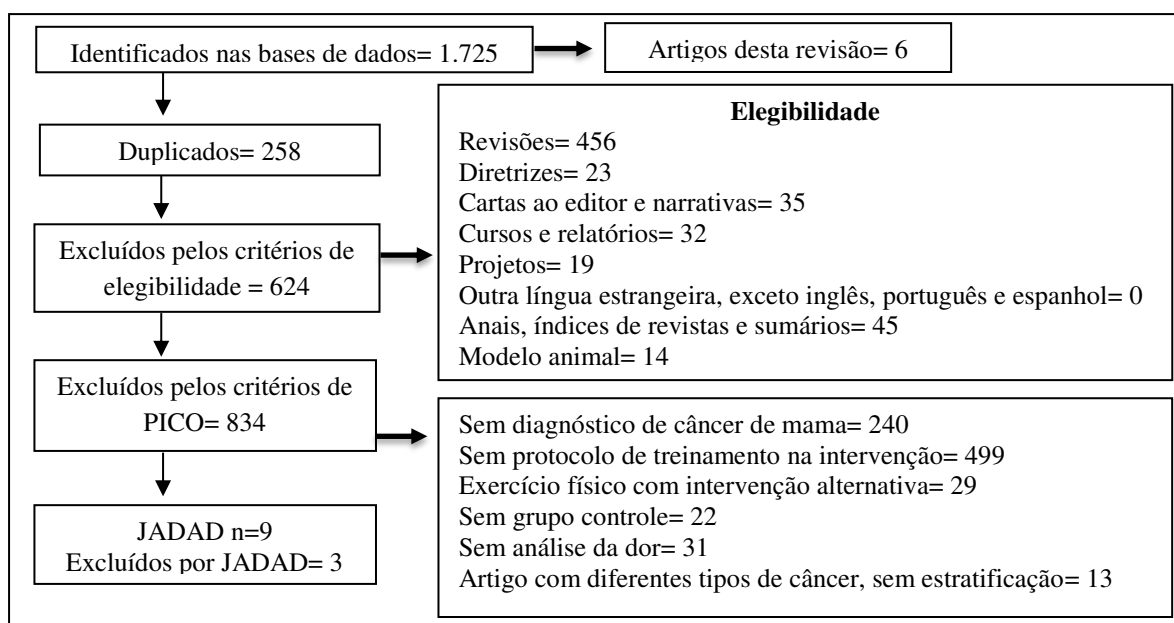 Identificados nas bases de dados= 1.725
Artigos desta revisão= 6
Duplicados= 258
Excluídos pelos critérios de
elegibilidade = 624
Elegibilidade
Revisões= 456
Diretrizes= 23
Cartas ao editor e narrativas= 35
Cursos e relatórios= 32
Projetos= 19
Outra língua estrangeira, exceto inglês, português e espanhol= 0
Anais, índices de revistas e sumários= 45
Modelo animal= 14
Excluídos pelos critérios de
PICO= 834
Sem diagnóstico de câncer de mama= 240
Sem protocolo de treinamento na intervenção= 499
Exercício físico com intervenção alternativa= 29
Sem grupo controle= 22
Sem análise da dor= 31
Artigo com diferentes tipos de câncer, sem estratificação= 13
JADAD n=9
Excluídos por JADAD= 3